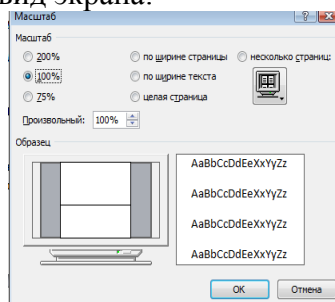 вид экрана.
Масштаб
Масштаб
200% по ширине страницы несколько страниц:
100% по ширине текста
75% целая страница
Произвольный: 100%
Образец
AaBbCcDdEeXxYyZz
AaBbCcDdEeXxYyZz
AaBbCcDdEeXxYyZz
AaBbCcDdEeXxYyZz
ОК Отмена